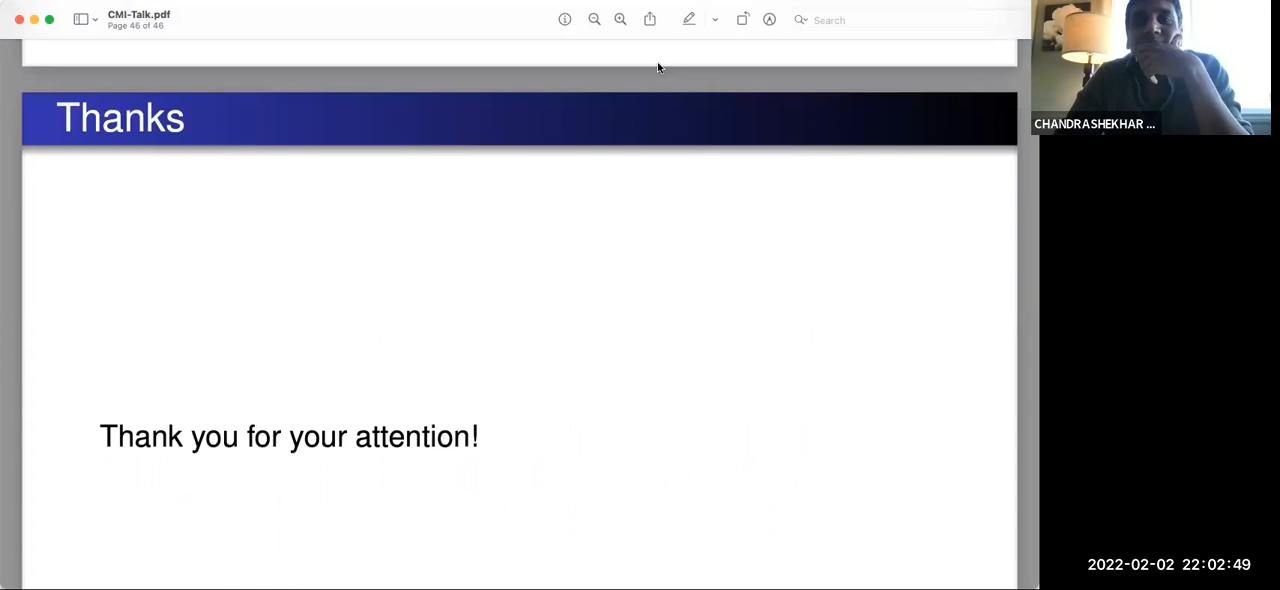 CMI-Talk.pdf
Page 46 of 46
Search
CHANDRASHEKHAR ...
Thanks
Thank you for your attention!
2022-02-02 22:02:49